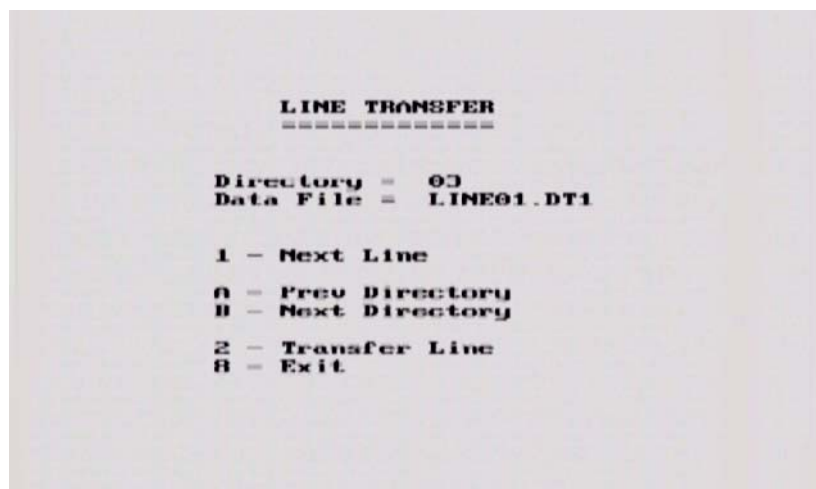 LINE TRANSFER
=============
Directory = 03
Data File = LINE01.DT1
1 - Next Line
A - Prev Directory
B - Next Directory
2 - Transfer Line
8 - Exit